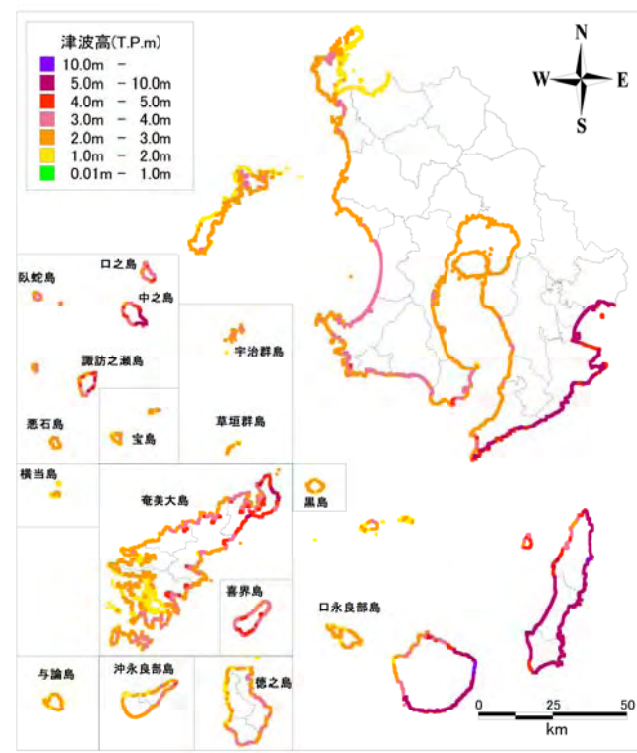 津波高(T.P.m)
10.0m －
5.0m － 10.0m
4.0m － 5.0m
3.0m － 4.0m
2.0m － 3.0m
1.0m － 2.0m
0.01m － 1.0m
N
W E
S
臥蛇島
口之島
中之島
諏訪之瀬島
悪石島
宝島
宇治群島
草垣群島
横当島
奄美大島
黒島
喜界島
口永良部島
与論島
沖永良部島
徳之島
0 25 50
km